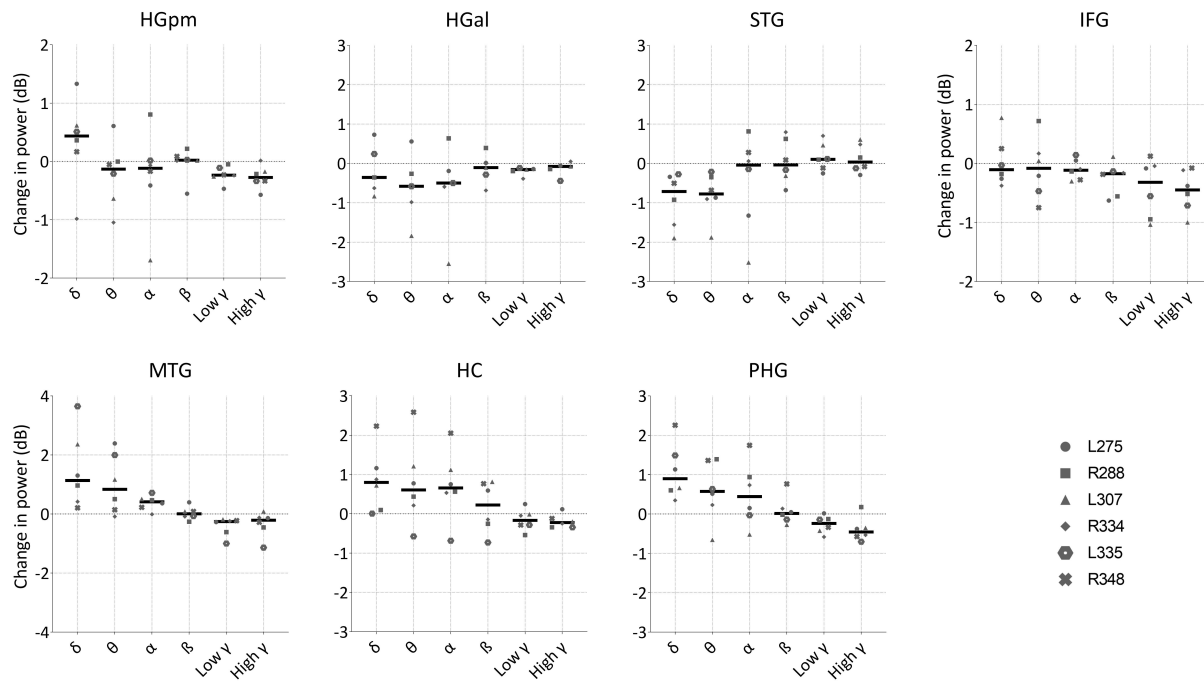 HGpm
HGal
STG
IFG
Change in power (dB)
2
1
0
-1
-2
δ
θ
α
β
Low γ
High γ
3
2
1
0
-1
-2
-3
δ
θ
α
ß
Low γ
High γ
3
2
1
0
-1
-2
-3
δ
θ
α
ß
Low γ
High γ
Change in power (dB)
2
1
0
-1
-2
δ
θ
α
β
Low γ
High γ
MTG
HC
PHG
Change in power (dB)
4
2
0
-2
-4
δ
θ
α
β
Low γ
High γ
3
2
1
0
-1
-2
-3
δ
θ
α
β
Low γ
High γ
3
2
1
0
-1
-2
-3
δ
θ
α
β
Low γ
High γ
L275
R288
L307
R334
L335
R348